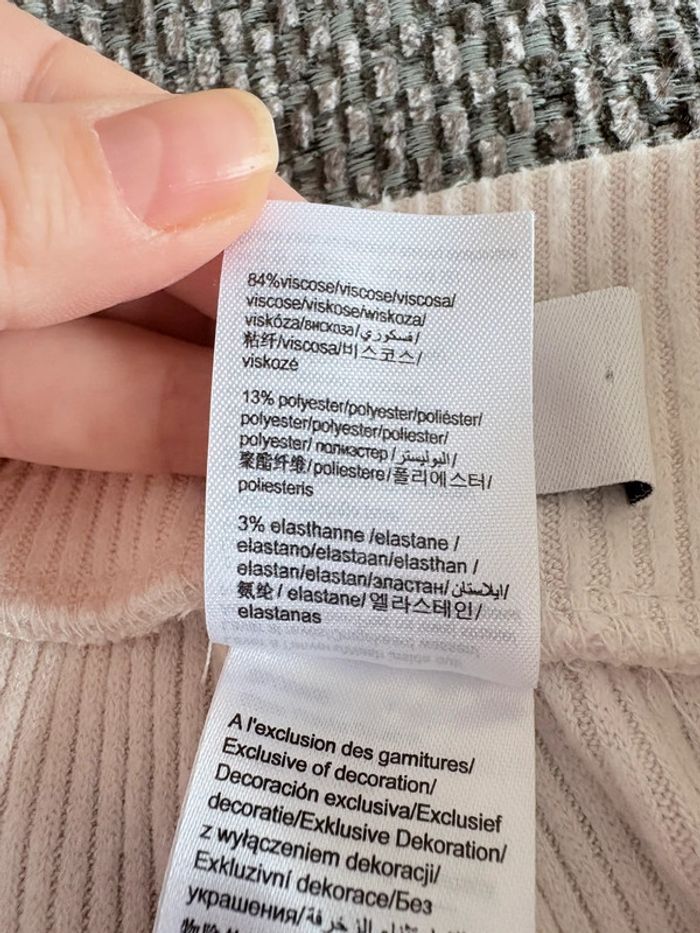 84%viscose/viscose/viscosa/
viscose/viskose/wiskoza/
viskóza/вискоза/فسكوري/
粘纤/viscosa/비스코스/
viskozė
13% polyester/polyester/poliéster/
polyester/polyester/poliester/
polyester/ полиэстер /البوليستر/
聚酯纤维/poliestere/폴리에스터/
poliesteris
3% elasthanne /elastane /
elastano/elastaan/elasthan /
elastan/elastan/эластан/ايلاستان/
氨纶/ elastane/엘라스테인/
elastanas
A l'exclusion des garnitures/
Exclusive of decoration/
Decoración exclusiva/Exclusief
decoratie/Exklusive Dekoration/
z wyłączeniem dekoracji/
Exkluzivní dekorace/Без
украшения/